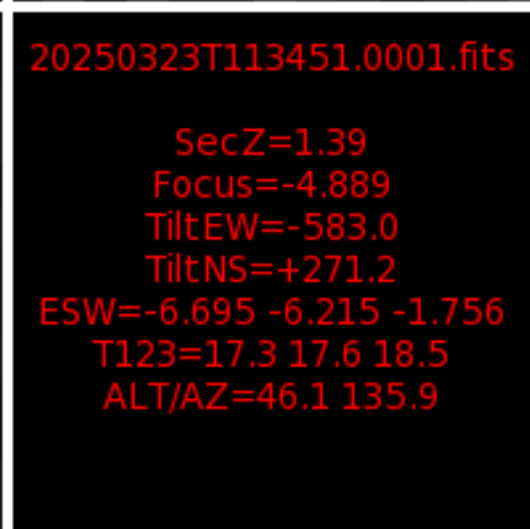 20250323T113451.0001.fits
SecZ=1.39
Focus=-4.889
TiltEW=-583.0
TiltNS=+271.2
ESW=-6.695 -6.215 -1.756
T123=17.3 17.6 18.5
ALT/AZ=46.1 135.9